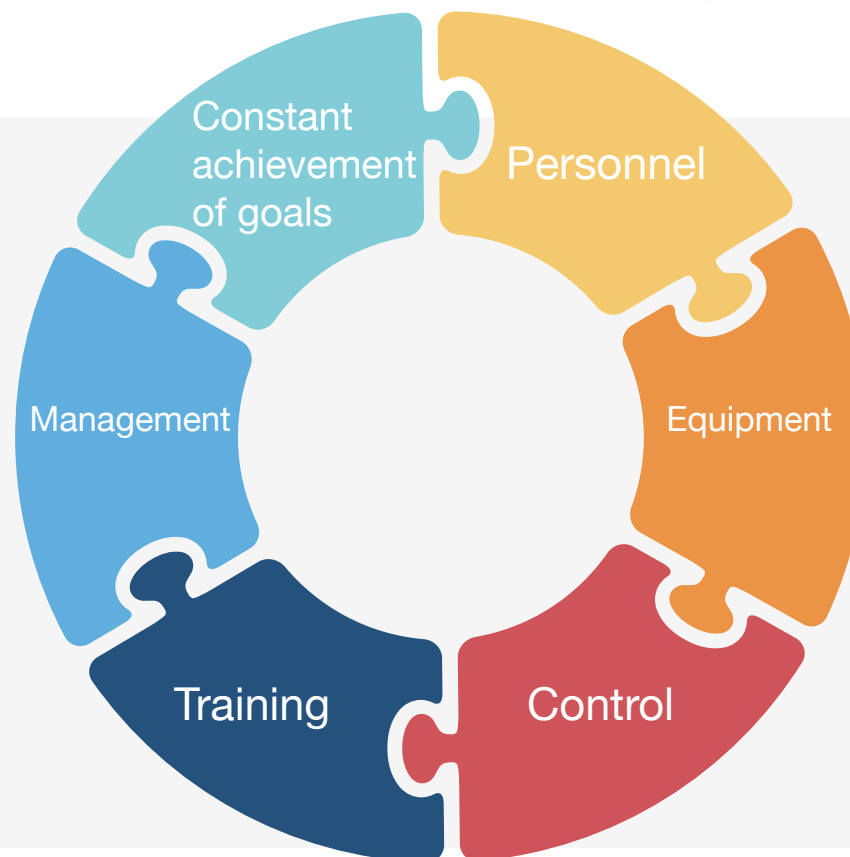 Constant
achievement
of goals
Personnel
Management
Equipment
Training
Control